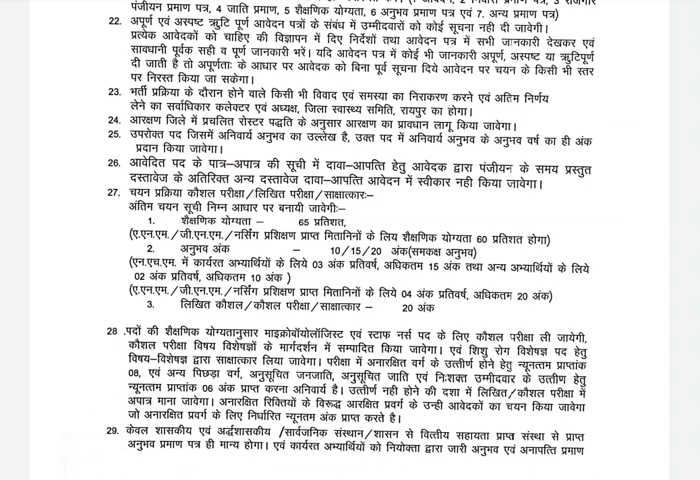 पंजीयन प्रमाण पत्र, 4 जाति प्रमाण, 5 शैक्षणिक योग्यता, 6 अनुभव प्रमाण पत्र एवं 7. अन्य प्रमाण पत्र)
22. अपूर्ण एवं अस्पष्ट त्रुटि पूर्ण आवेदन पत्रों के संबंध में उम्मीदवारों को कोई सूचना नही दी जावेगी।
प्रत्येक आवेदकों को चाहिए की विज्ञापन में दिए निर्देशों तथा आवेदन पत्र में सभी जानकारी देखकर एवं
सावधानी पूर्वक सही व पूर्ण जानकारी भरें। यदि आवेदन पत्र में कोई भी जानकारी अपूर्ण, अस्पष्ट या त्रुटिपूर्ण
दी जाती है तो अपूर्णताः के आधार पर आवेदक को बिना पूर्व सूचना दिये आवेदन पर चयन के किसी भी स्तर
पर निरस्त किया जा सकेगा।
23. भर्ती प्रक्रिया के दौरान होने वाले किसी भी विवाद एवं समस्या का निराकरण करने एवं अतिम निर्णय
लेने का सर्वाधिकार कलेक्टर एवं अध्यक्ष, जिला स्वास्थ्य समिति, रायपुर का होगा।
24. आरक्षण जिले में प्रचलित रोस्टर पद्धति के अनुसार आरक्षण का प्रावधान लागू किया जावेगा।
25. उपरोक्त पद जिसमें अनिवार्य अनुभव का उल्लेख है, उक्त पद में अनिवार्य अनुभव के अनुभव वर्ष का ही अंक
प्रदान किया जावेगा।
26. आवेदित पद के पात्र–अपात्र की सूची में दावा–आपत्ति हेतु आवेदक द्वारा पंजीयन के समय प्रस्तुत
दस्तावेज के अतिरिक्त अन्य दस्तावेज दावा–आपत्ति आवेदन में स्वीकार नही किया जावेगा।
27. चयन प्रक्रिया कौशल परीक्षा/लिखित परीक्षा/साक्षात्कारः–
अंतिम चयन सूची निम्न आधार पर बनायी जावेगीः–
1. शैक्षणिक योग्यता – 65 प्रतिशत,
(ए.एन.एम./जी.एन.एम./नर्सिंग प्रशिक्षण प्राप्त मितानिनों के लिय शैक्षणिक योग्यता 60 प्रतिशत होगा)
2. अनुभव अंक – 10/15/20 अंक(समकक्ष अनुभव)
(एन.एच.एम. में कार्यरत अभ्यार्थियों के लिये 03 अंक प्रतिवर्ष, अधिकतम 15 अंक तथा अन्य अभ्यार्थियों के लिये
02 अंक प्रतिवर्ष, अधिकतम 10 अंक )
(ए.एन.एम./जी.एन.एम./नर्सिंग प्रशिक्षण प्राप्त मितानिनों के लिये 04 अंक प्रतिवर्ष, अधिकतम 20 अंक)
3. लिखित कौशल/कौशल परीक्षा/साक्षात्कार – 20 अंक
28 .पदों की शैक्षणिक योग्यतानुसार माइक्रोबॉयोलॉजिस्ट एवं स्टाफ नर्स पद के लिए कौशल परीक्षा ली जायेगी,
कौशल परीक्षा विषय विशेषज्ञों के मार्गदर्शन में सम्पादित किया जावेगा। एवं शिशु रोग विशेषज्ञ पद हेतु
विषय–विशेषज्ञ द्वारा साक्षात्कार लिया जावेगा। परीक्षा में अनारक्षित वर्ग के उत्तीर्ण होने हेतु न्यूनतम प्राप्तांक
08, एवं अन्य पिछड़ा वर्ग, अनुसूचित जनजाति, अनुसूचित जाति एवं निःशक्त उम्मीदवार के उत्तीण हेतु
न्यूनतम प्राप्तांक 06 अंक प्राप्त करना अनिवार्य है। उत्तीर्ण नही होने की दशा में लिखित/कौशल परीक्षा में
अपात्र माना जावेगा। अनारक्षित रिक्तियों के विरूद्ध आरक्षित प्रवर्ग के उन्ही आवेदकों का चयन किया जावेगा
जो अनारक्षित प्रवर्ग के लिए निर्धारित न्यूनतम अंक प्राप्त करते है।
29. केवल शासकीय एवं अर्द्धशासकीय /सार्वजनिक संस्थान/शासन से वित्तीय सहायता प्राप्त संस्था से प्राप्त
अनुभव प्रमाण पत्र ही मान्य होगा। एवं कार्यरत अभ्यार्थियों को नियोक्ता द्वारा जारी अनुभव एवं अनापत्ति प्रमाण